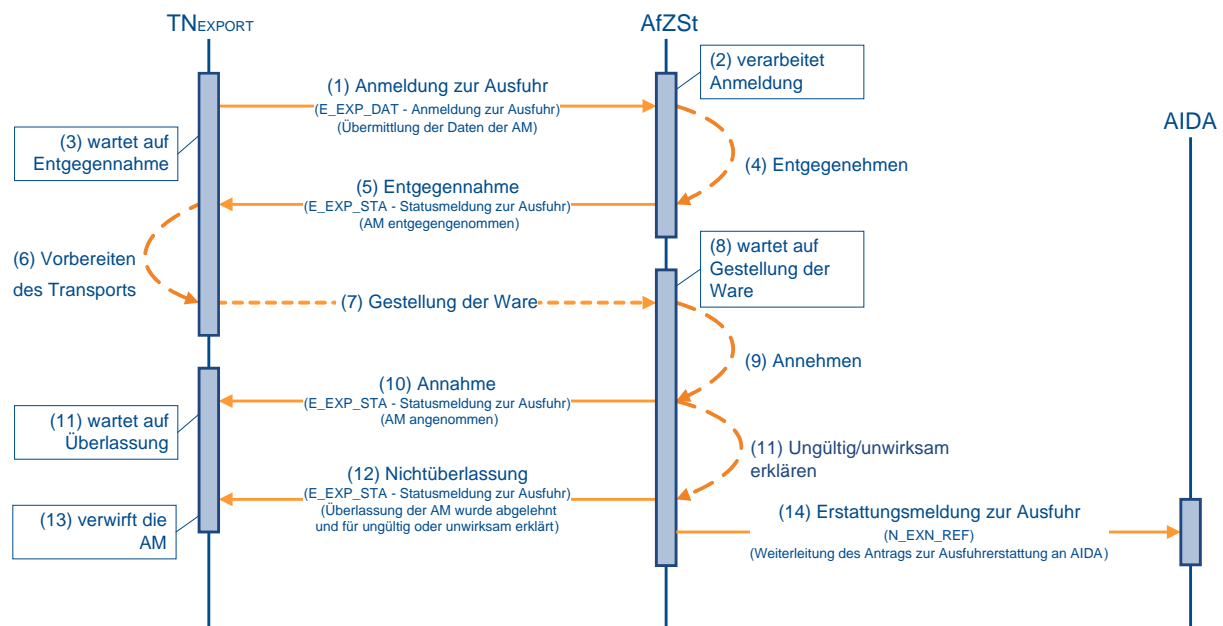 TNEXPORT
AfZSt
AIDA
(1) Anmeldung zur Ausfuhr
(E_EXP_DAT - Anmeldung zur Ausfuhr)
(Übermittlung der Daten der AM)
(2) verarbeitet
Anmeldung
(3) wartet auf
Entgegennahme
(4) Entgegenehmen
(5) Entgegennahme
(E_EXP_STA - Statusmeldung zur Ausfuhr)
(AM entgegengenommen)
(6) Vorbereiten
des Transports
(7) Gestellung der Ware
(8) wartet auf
Gestellung der
Ware
(9) Annehmen
(10) Annahme
(E_EXP_STA - Statusmeldung zur Ausfuhr)
(AM angenommen)
(11) wartet auf
Überlassung
(11) Ungültig/unwirksam
erklären
(12) Nichtüberlassung
(E_EXP_STA - Statusmeldung zur Ausfuhr)
(Überlassung der AM wurde abgelehnt
und für ungültig oder unwirksam erklärt)
(13) verwirft die
AM
(14) Erstattungsmeldung zur Ausfuhr
(N_EXN_REF)
(Weiterleitung des Antrags zur Ausfuhrerstattung an AIDA)